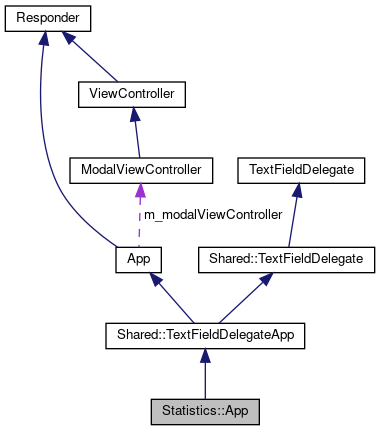 Responder
ViewController
ModalViewController
TextFieldDelegate
m_modalViewController
App
Shared::TextFieldDelegate
Shared::TextFieldDelegateApp
Statistics::App